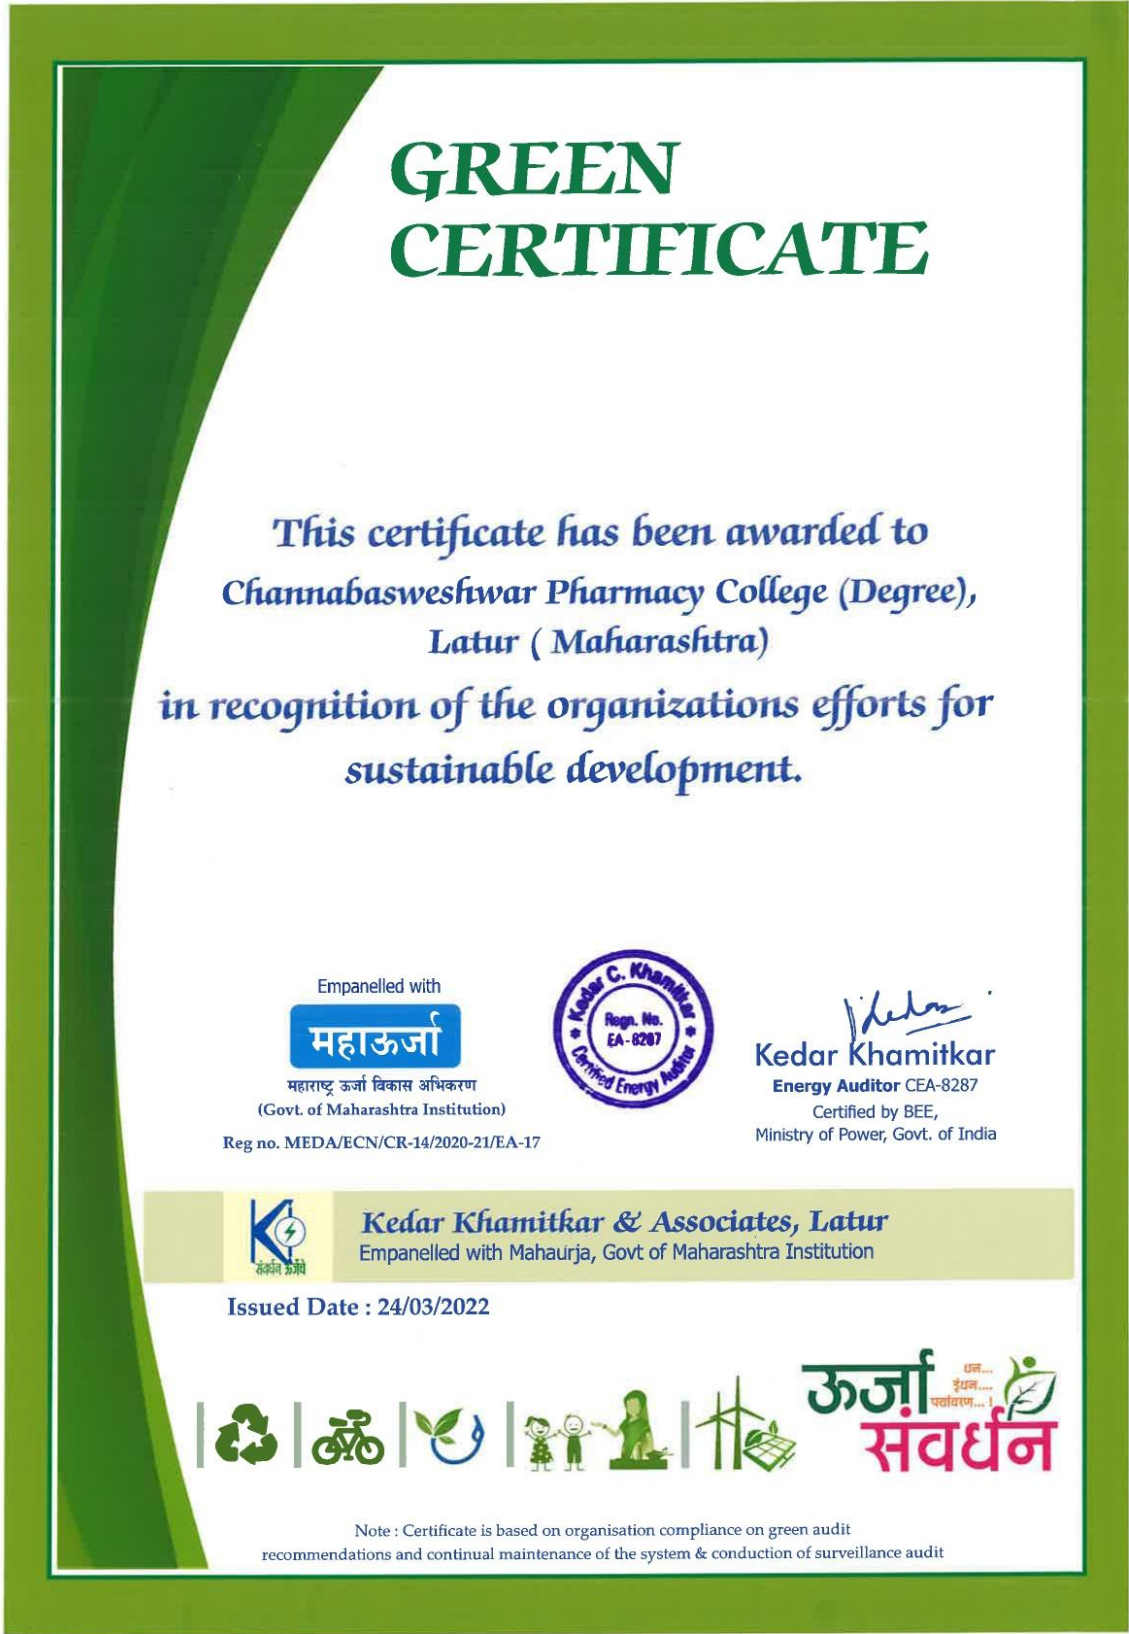 GREEN
CERTIFICATE
This certificate has been awarded to
Channabasweshwar Pharmacy College (Degree),
Latur ( Maharashtra)
in recognition of the organizations efforts for
sustainable development.
Empanelled with
महाऊर्जा
महाराष्ट्र ऊर्जा विकास अभिकरण
(Govt. of Maharashtra Institution)
Reg no. MEDA/ECN/CR-14/2020-21/EA-17
Kedar C. Khamitkar
Regn. No.
EA-8287
Certified Energy Auditor
Kedar
Kedar Khamitkar
Energy Auditor CEA-8287
Certified by BEE,
Ministry of Power, Govt. of India
K
संवर्धन ऊर्जेचे
Kedar Khamitkar & Associates, Latur
Empanelled with Mahaurja, Govt of Maharashtra Institution
Issued Date : 24/03/2022
ऊर्जा
धन...
इंधन....
पर्यावरण... !
संवर्धन
Note : Certificate is based on organisation compliance on green audit
recommendations and continual maintenance of the system & conduction of surveillance audit